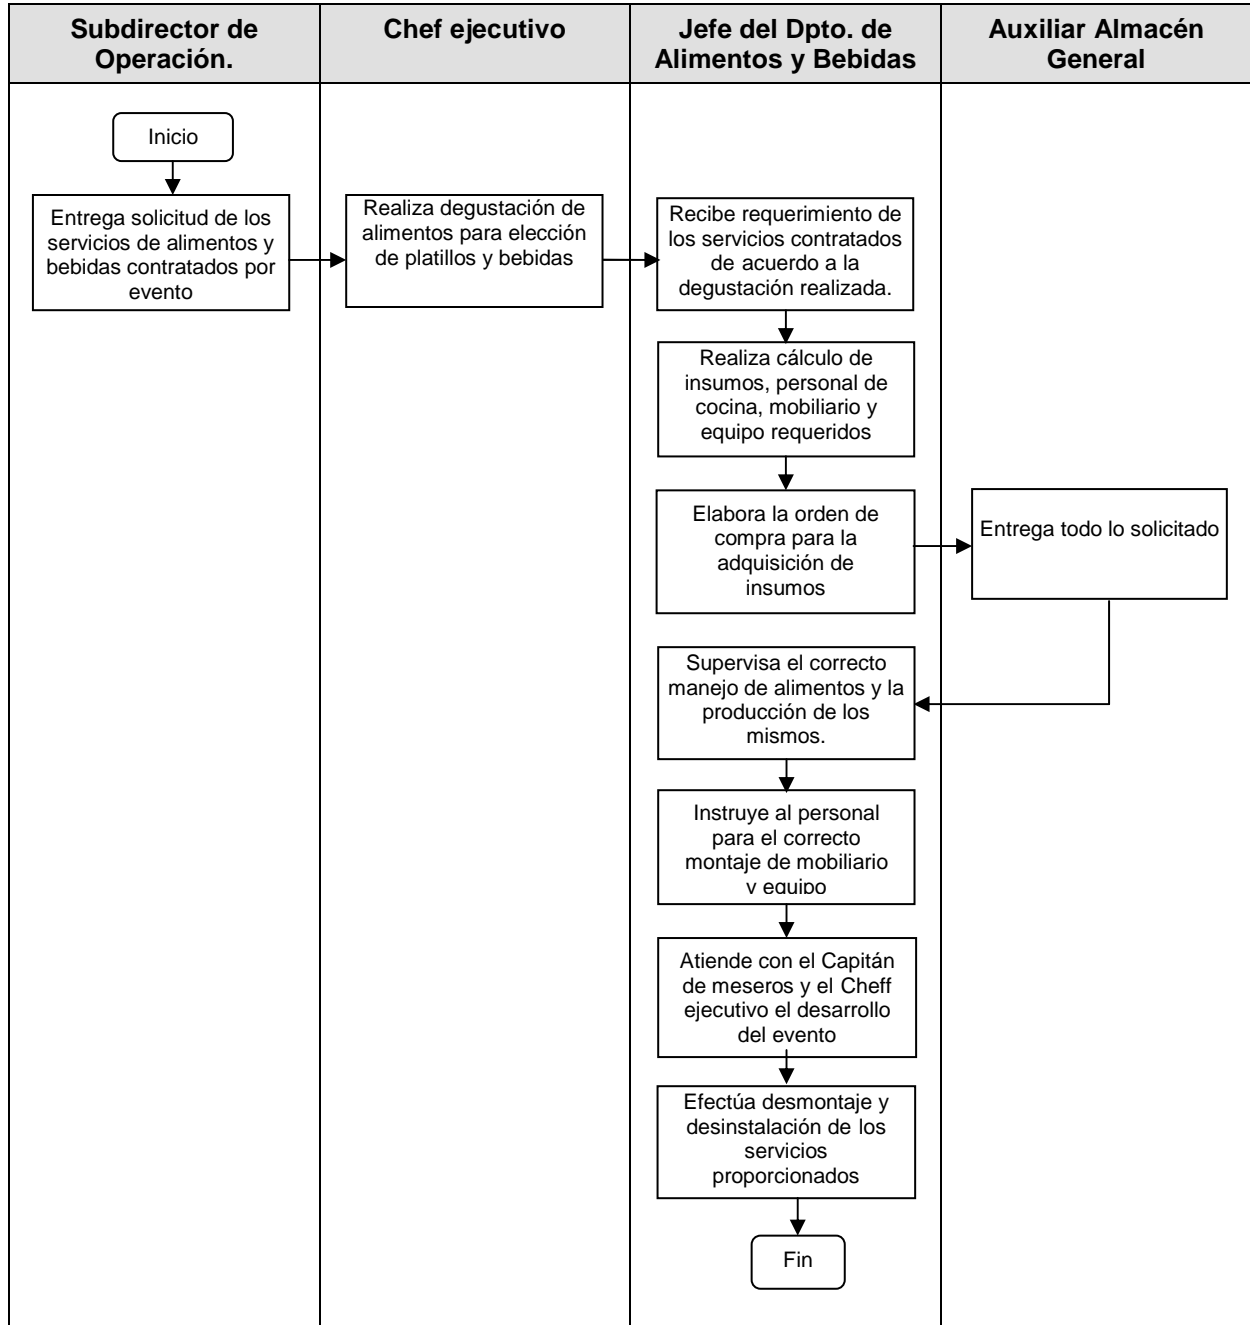 Subdirector de
Operación.
Chef ejecutivo
Jefe del Dpto. de
Alimentos y Bebidas
Auxiliar Almacén
General
Inicio
Entrega solicitud de los
servicios de alimentos y
bebidas contratados por
evento
Realiza degustación de
alimentos para elección
de platillos y bebidas
Recibe requerimiento de
los servicios contratados
de acuerdo a la
degustación realizada.
Realiza cálculo de
insumos, personal de
cocina, mobiliario y
equipo requeridos
Elabora la orden de
compra para la
adquisición de
insumos
Entrega todo lo solicitado
Supervisa el correcto
manejo de alimentos y la
producción de los
mismos.
Instruye al personal
para el correcto
montaje de mobiliario
y equipo
Atiende con el Capitán
de meseros y el Cheff
ejecutivo el desarrollo
del evento
Efectúa desmontaje y
desinstalación de los
servicios
proporcionados
Fin